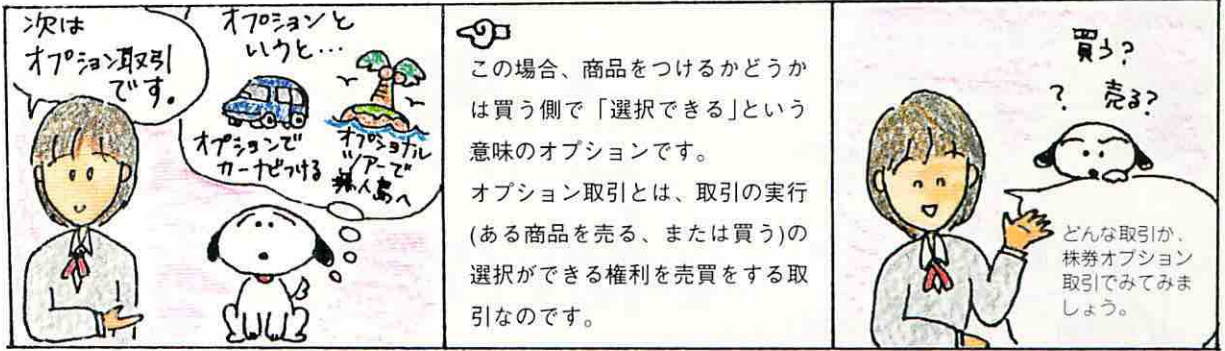 次は
オプション取引
です。
オプションと
いうと…
オプションで
カーナビつける
オプショナル
ツアーで
無人島へ
この場合、商品をつけるかどうか
は買う側で「選択できる」という
意味のオプションです。
オプション取引とは、取引の実行
(ある商品を売る、または買う)の
選択ができる権利を売買をする取
引なのです。
買う?
? 売る?
どんな取引か、
株券オプション
取引でみてみま
しょう。